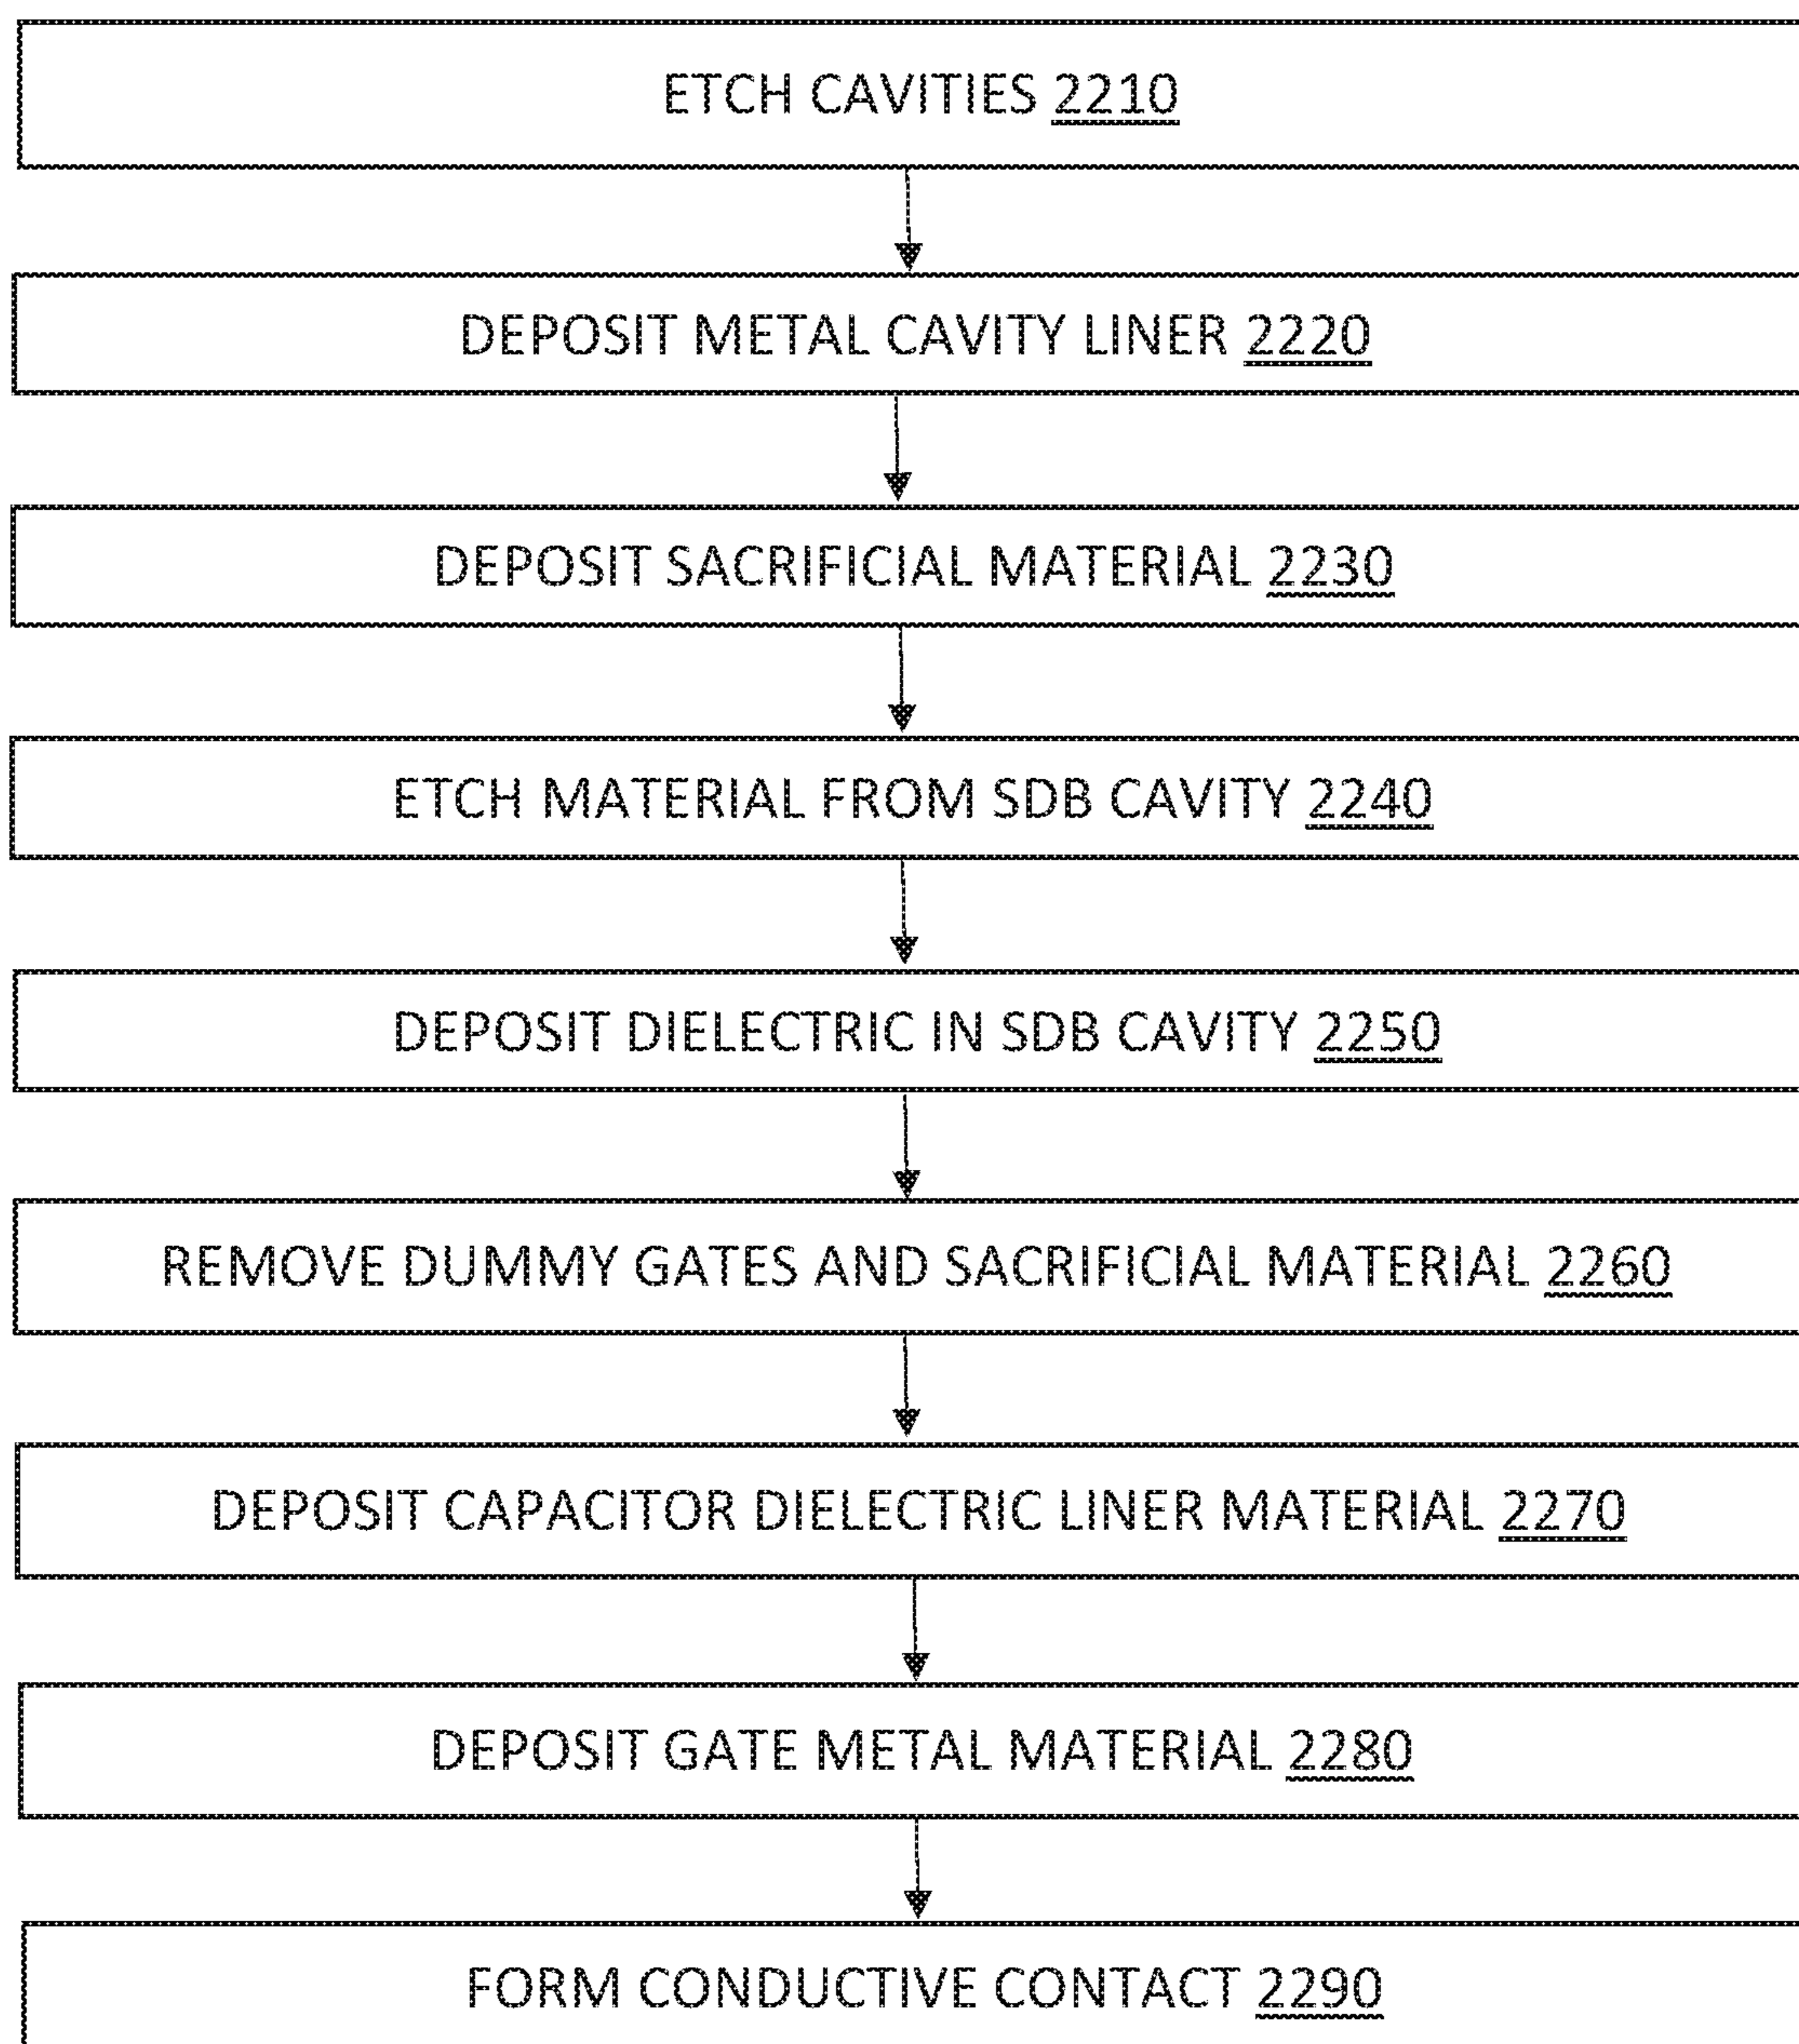 ETCH CAVITIES 2210
DEPOSIT METAL CAVITY LINER 2220
DEPOSIT SACRIFICIAL MATERIAL 2230
ETCH MATERIAL FROM SDB CAVITY 2240
DEPOSIT DIELECTRIC IN SDB CAVITY 2250
REMOVE DUMMY GATES AND SACRIFICIAL MATERIAL 2260
DEPOSIT CAPACITOR DIELECTRIC LINER MATERIAL 2270
DEPOSIT GATE METAL MATERIAL 2280
FORM CONDUCTIVE CONTACT 2290